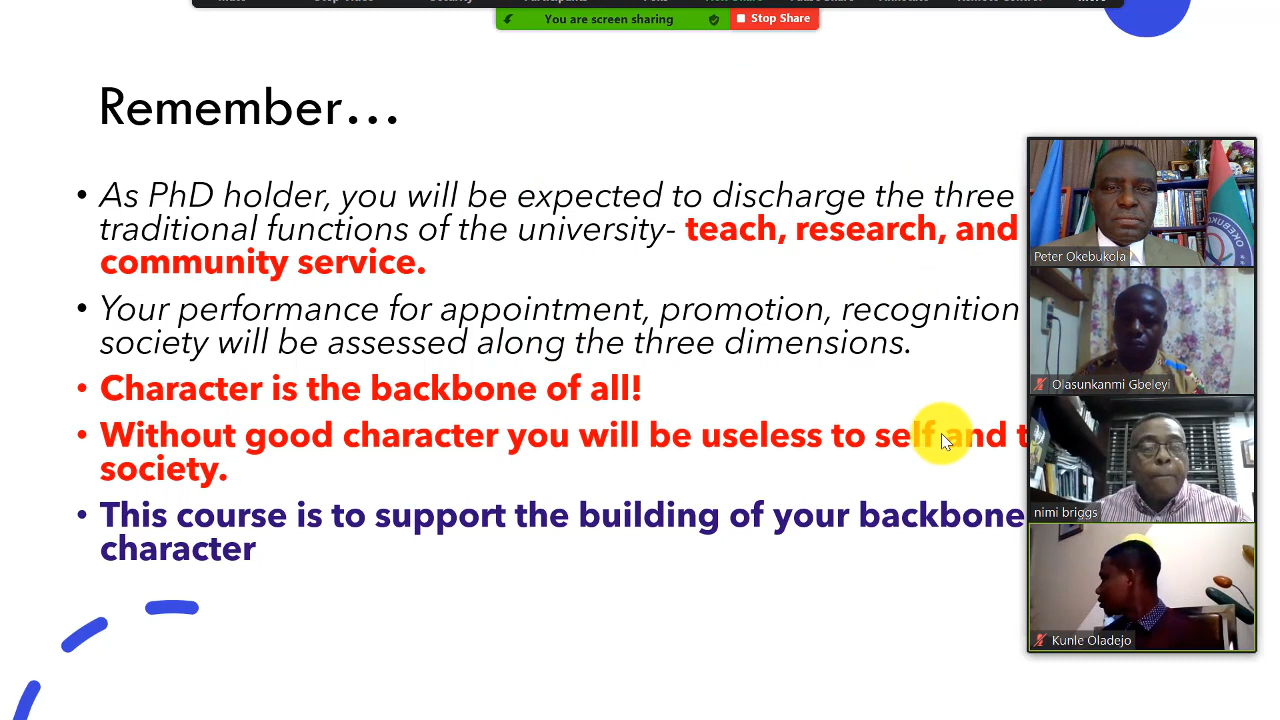 You are screen sharing
Stop Share
Remember...
• As PhD holder, you will be expected to discharge the three
traditional functions of the university- teach, research, and
community service.
• Your performance for appointment, promotion, recognition
society will be assessed along the three dimensions.
• Character is the backbone of all!
• Without good character you will be useless to self and
society.
• This course is to support the building of your backbone
character
Peter Okebukola
Olasunkanmi Gbeleyi
nimi briggs
Kunle Oladejo